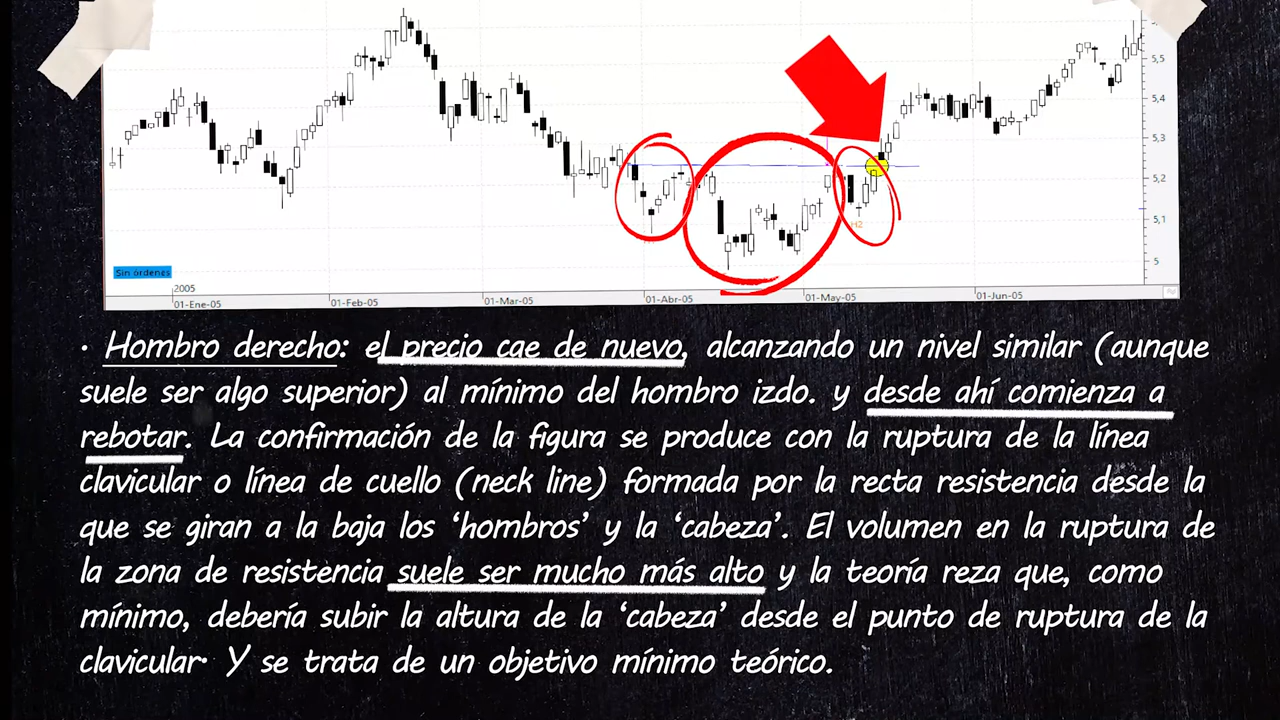 5,5
5,4
5,3
5,2
5,1
5
H2
Sin órdenes
2005
01-Ene-05 01-Feb-05 01-Mar-05 01-Abr-05 01-May-05 01-Jun-05
· Hombro derecho: el precio cae de nuevo, alcanzando un nivel similar (aunque
suele ser algo superior) al mínimo del hombro izdo. y desde ahí comienza a
rebotar. La confirmación de la figura se produce con la ruptura de la línea
clavicular o línea de cuello (neck line) formada por la recta resistencia desde la
que se giran a la baja los ‘hombros’ y la ‘cabeza’. El volumen en la ruptura de
la zona de resistencia suele ser mucho más alto y la teoría reza que, como
mínimo, debería subir la altura de la ‘cabeza’ desde el punto de ruptura de la
clavicular· Y se trata de un objetivo mínimo teórico.